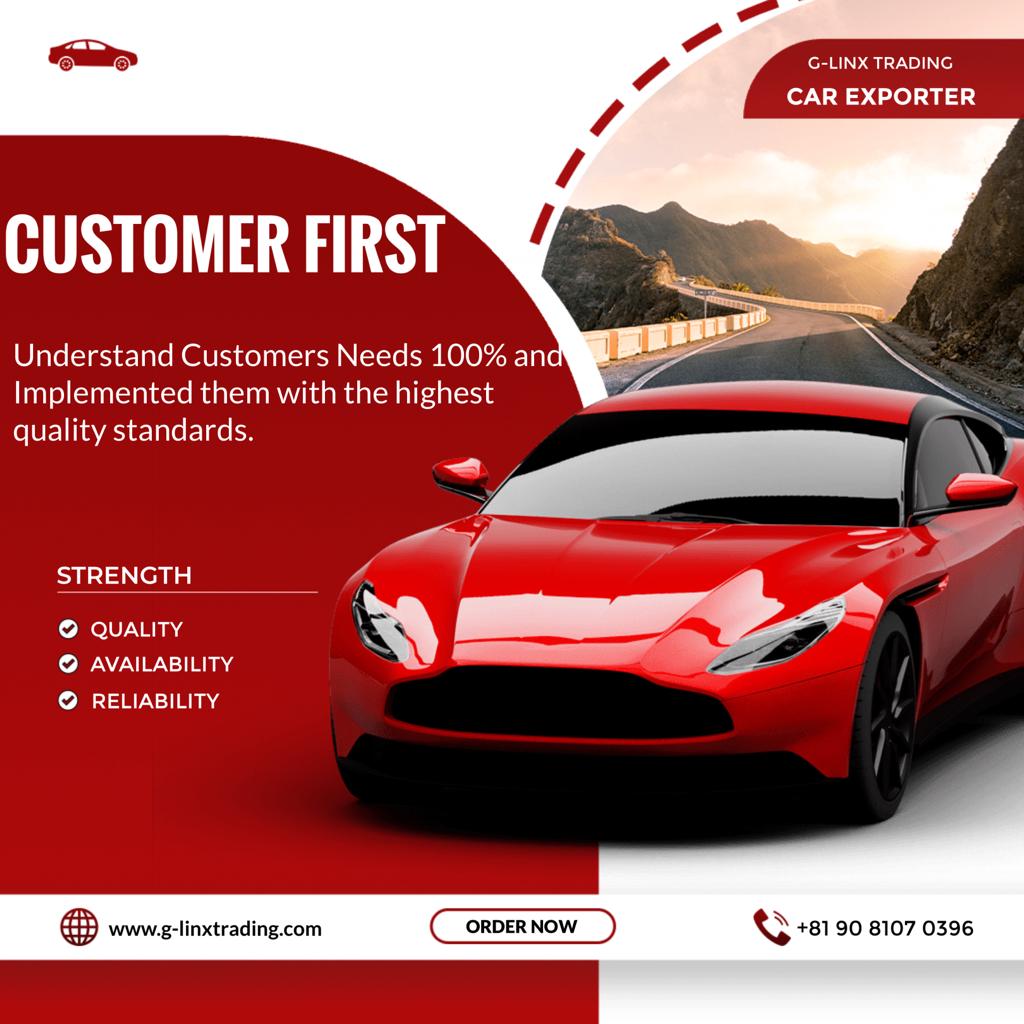 G-LINX TRADING
CAR EXPORTER
CUSTOMER FIRST
Understand Customers Needs 100% and
Implemented them with the highest
quality standards.
STRENGTH
QUALITY
AVAILABILITY
RELIABILITY
www.g-linxtrading.com
ORDER NOW
+81 90 8107 0396